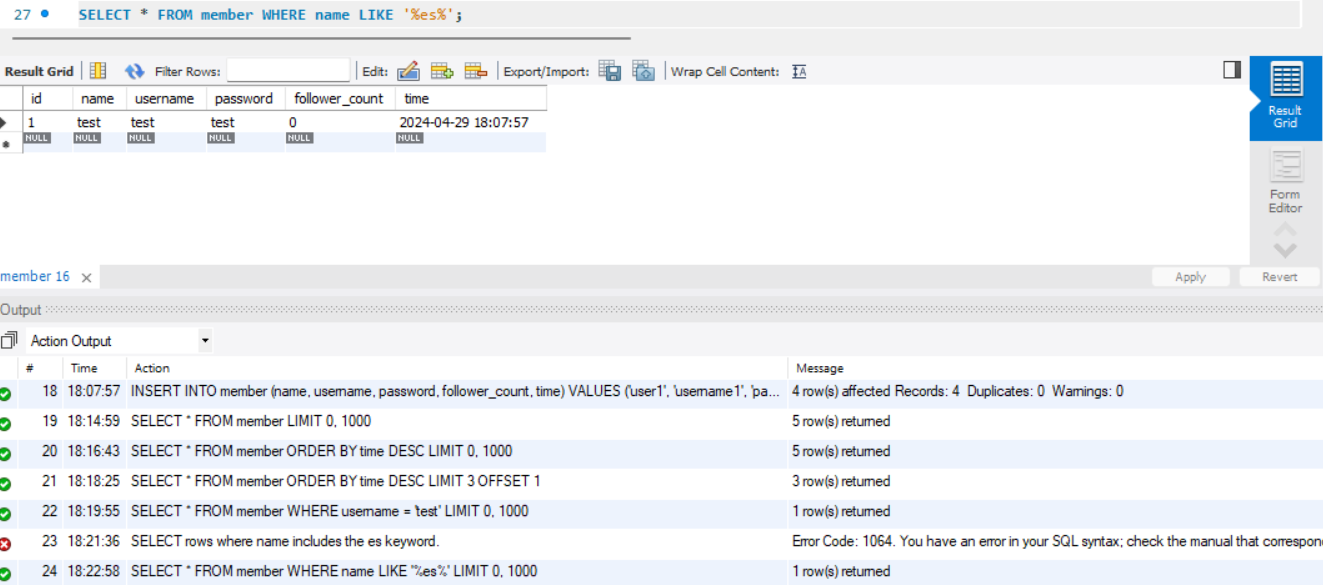 27 SELECT * FROM member WHERE name LIKE '%es%';
Result Grid Filter Rows: Edit: Export/Import: Wrap Cell Content:
id name username password follower_count time
1 test test test 0 2024-04-29 18:07:57
NULL NULL NULL NULL NULL NULL
Result
Grid
Form
Editor
member 16
Apply Revert
Output
Action Output
# Time Action Message
18 18:07:57 INSERT INTO member (name, username, password, follower_count, time) VALUES ('user1', 'username1', 'pa... 4 row(s) affected Records: 4 Duplicates: 0 Warnings: 0
19 18:14:59 SELECT * FROM member LIMIT 0, 1000 5 row(s) returned
20 18:16:43 SELECT * FROM member ORDER BY time DESC LIMIT 0, 1000 5 row(s) returned
21 18:18:25 SELECT * FROM member ORDER BY time DESC LIMIT 3 OFFSET 1 3 row(s) returned
22 18:19:55 SELECT * FROM member WHERE username = 'test' LIMIT 0, 1000 1 row(s) returned
23 18:21:36 SELECT rows where name includes the es keyword. Error Code: 1064. You have an error in your SQL syntax; check the manual that correspon
24 18:22:58 SELECT * FROM member WHERE name LIKE '%es%' LIMIT 0, 1000 1 row(s) returned